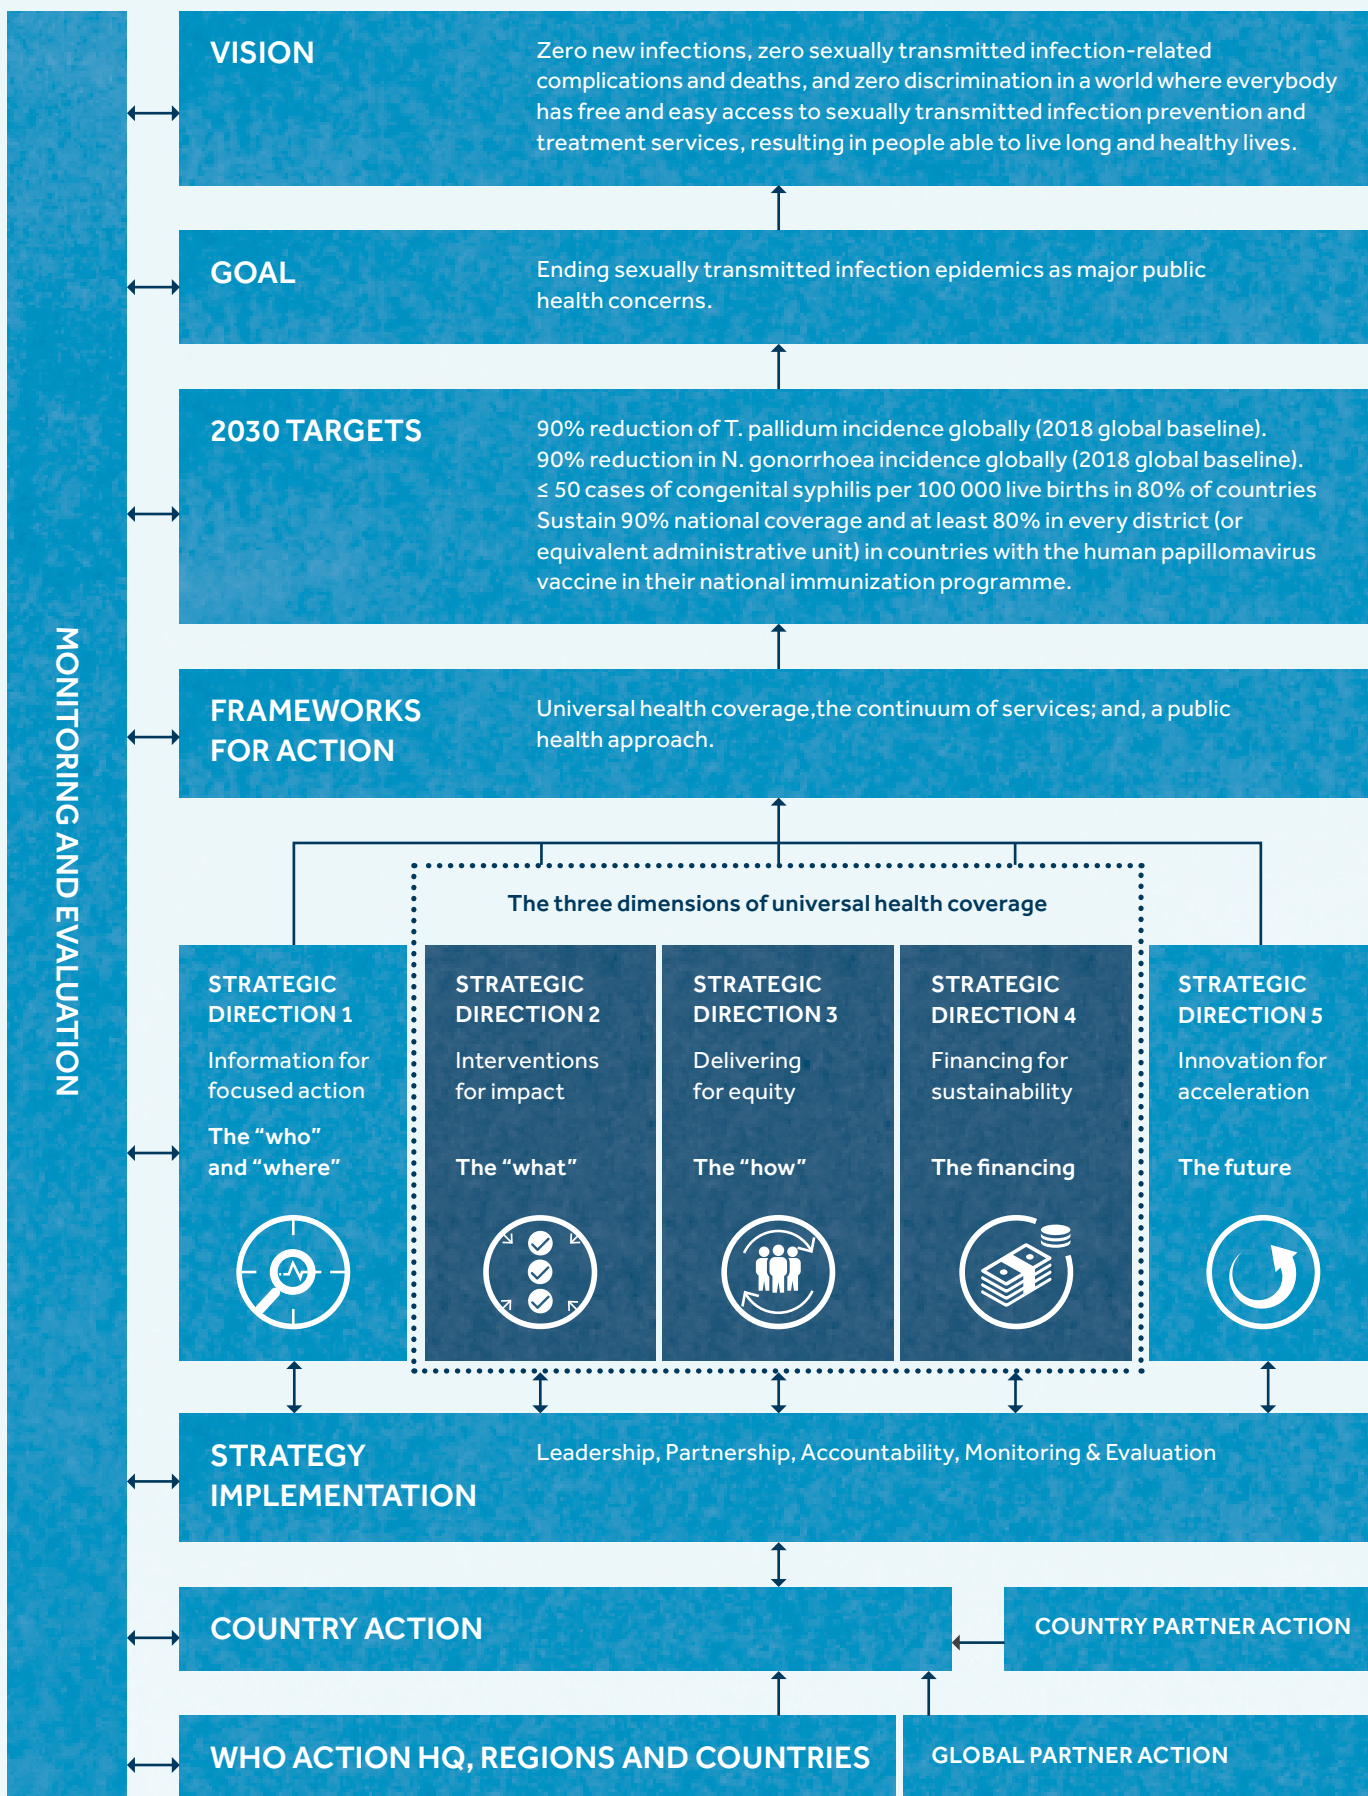 VISION
Zero new infections, zero sexually transmitted infection-related
complications and deaths, and zero discrimination in a world where everybody
has free and easy access to sexually transmitted infection prevention and
treatment services, resulting in people able to live long and healthy lives.
GOAL
Ending sexually transmitted infection epidemics as major public
health concerns.
2030 TARGETS
90% reduction of T. pallidum incidence globally (2018 global baseline).
90% reduction in N. gonorrhoea incidence globally (2018 global baseline).
≤ 50 cases of congenital syphilis per 100 000 live births in 80% of countries
Sustain 90% national coverage and at least 80% in every district (or
equivalent administrative unit) in countries with the human papillomavirus
vaccine in their national immunization programme.
MONITORING AND EVALUATION
FRAMEWORKS
FOR ACTION
Universal health coverage,the continuum of services; and, a public
health approach.
The three dimensions of universal health coverage
STRATEGIC
DIRECTION 1
Information for
focused action
The “who”
and “where”
STRATEGIC
DIRECTION 2
Interventions
for impact
The “what”
STRATEGIC
DIRECTION 3
Delivering
for equity
The “how”
STRATEGIC
DIRECTION 4
Financing for
sustainability
The financing
STRATEGIC
DIRECTION 5
Innovation for
acceleration
The future
STRATEGY
IMPLEMENTATION
Leadership, Partnership, Accountability, Monitoring & Evaluation
COUNTRY ACTION
COUNTRY PARTNER ACTION
WHO ACTION HQ, REGIONS AND COUNTRIES
GLOBAL PARTNER ACTION